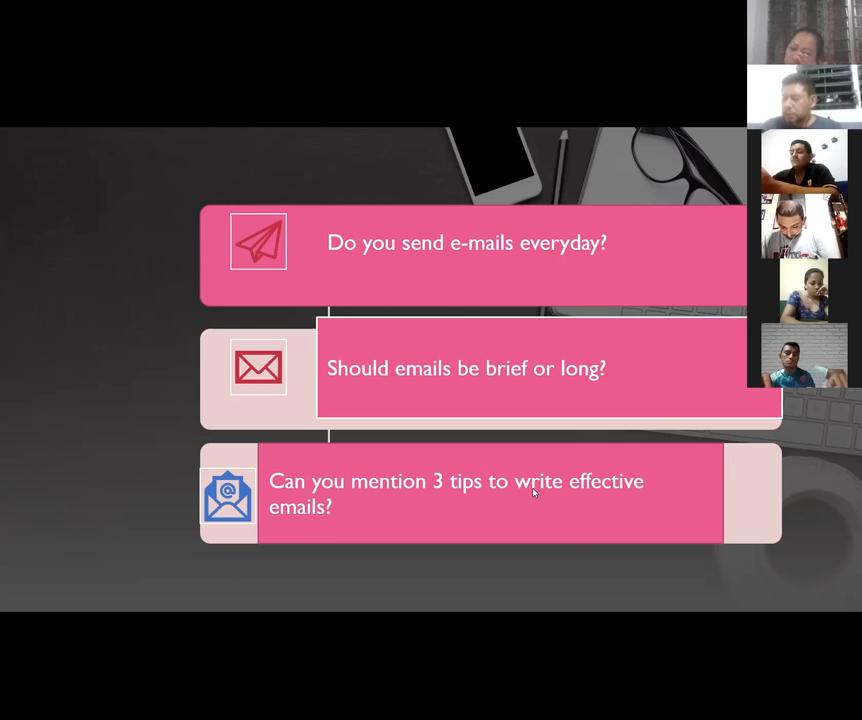 Do you send e-mails everyday?
Should emails be brief or long?
@
Can you mention 3 tips to write effective
emails?